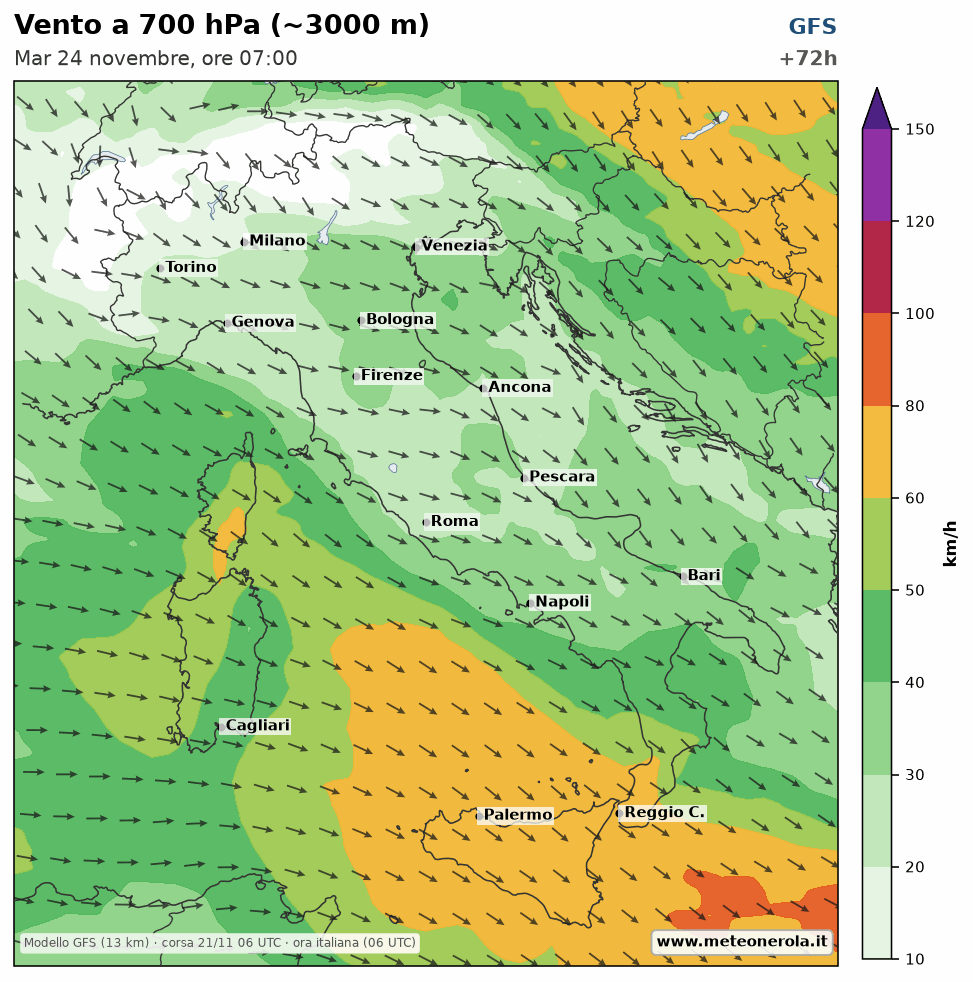 Vento a 700 hPa (~3000 m)
GFS
Mar 24 novembre, ore 07:00
+72h
150
120
100
80
60
50
40
30
20
10
km/h
Milano
Venezia
Torino
Genova
Bologna
Firenze
Ancona
Pescara
Roma
Bari
Napoli
Cagliari
Palermo
Reggio C.
Modello GFS (13 km) · corsa 21/11 06 UTC · ora italiana (06 UTC)
www.meteonerola.it